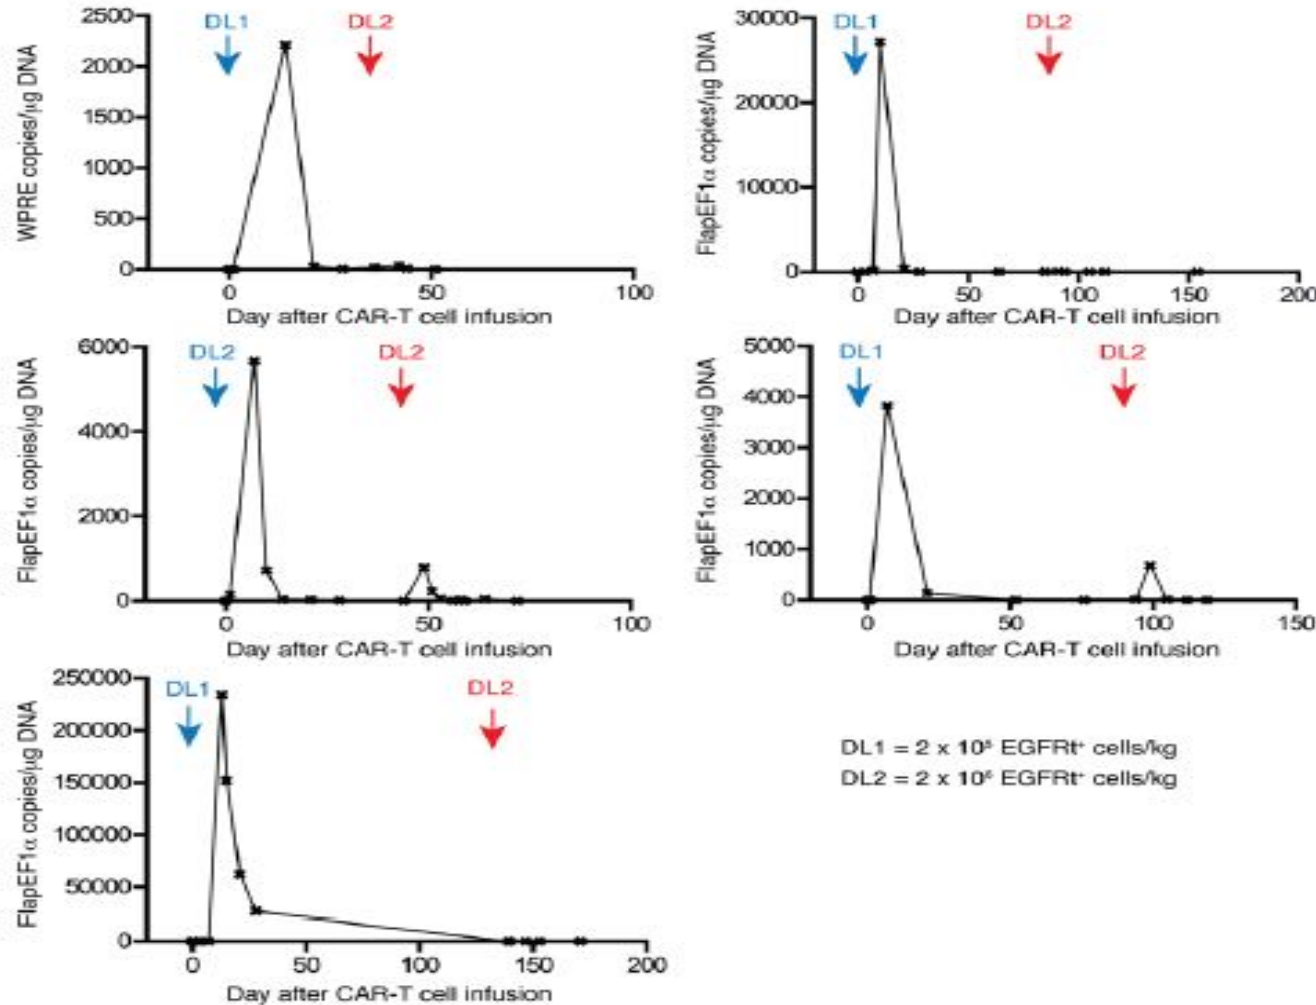 WPRE copies/μg DNA
2500
2000
1500
1000
500
0
DL1 DL2
0 50 100
Day after CAR-T cell infusion
FlapEF1α copies/μg DNA
30000
20000
10000
0
DL1 DL2
0 50 100 150 200
Day after CAR-T cell infusion
FlapEF1α copies/μg DNA
6000
4000
2000
0
DL2 DL2
0 50 100
Day after CAR-T cell infusion
FlapEF1α copies/μg DNA
5000
4000
3000
2000
1000
0
DL1 DL2
0 50 100 150
Day after CAR-T cell infusion
FlapEF1α copies/μg DNA
250000
200000
150000
100000
50000
0
DL1 DL2
0 50 100 150 200
Day after CAR-T cell infusion
DL1 = 2 x 10⁵ EGFRt⁺ cells/kg
DL2 = 2 x 10⁶ EGFRt⁺ cells/kg